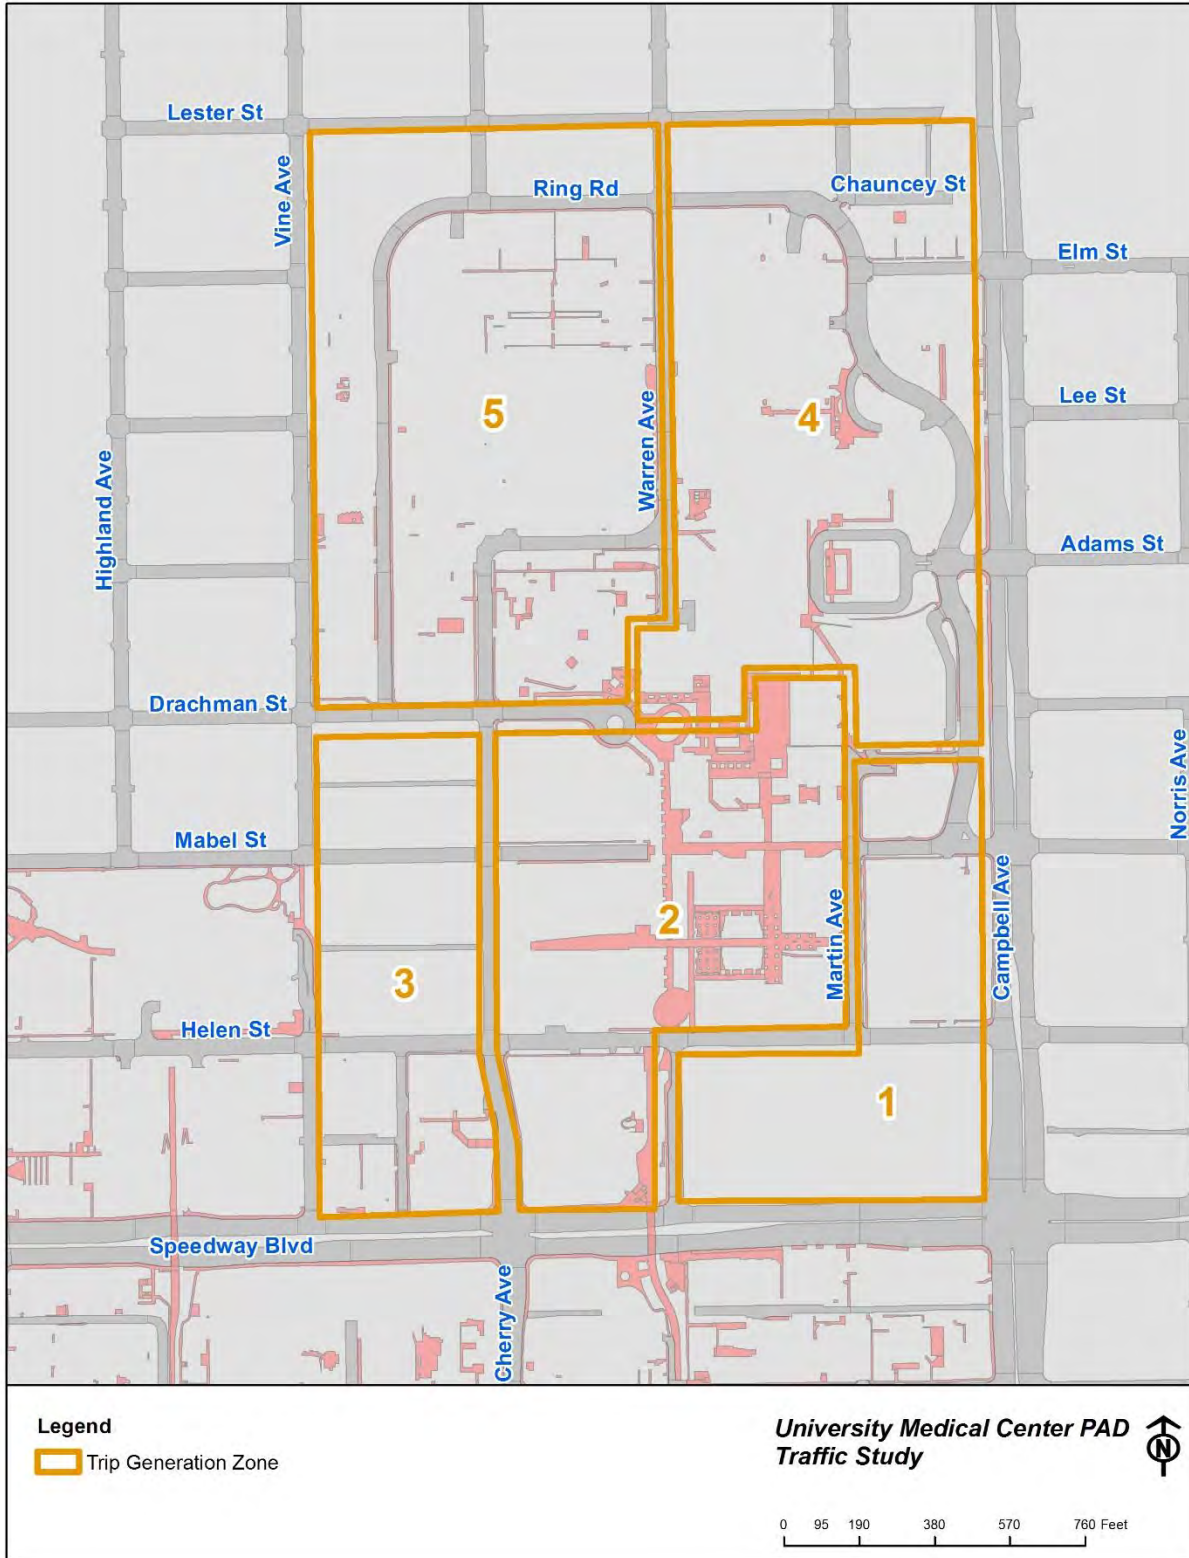 Lester St
Vine Ave
Ring Rd
Chauncey St
Elm St
5
4
Lee St
Warren Ave
Highland Ave
Adams St
Drachman St
Norris Ave
Mabel St
2
Martin Ave
Campbell Ave
3
Helen St
1
Speedway Blvd
Cherry Ave
Legend
Trip Generation Zone
University Medical Center PAD
Traffic Study
N
0 95 190 380 570 760 Feet